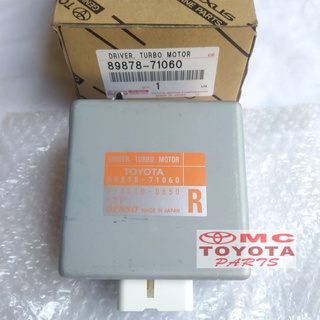 LEXUS
DRIVER, TURBO MOTOR
89878-71060
1
DRIVER, TURBO MOTOR
TOYOTA
89878-71060
DENSO MADE IN JAPAN
R
MC
TOYOTA
PARTS